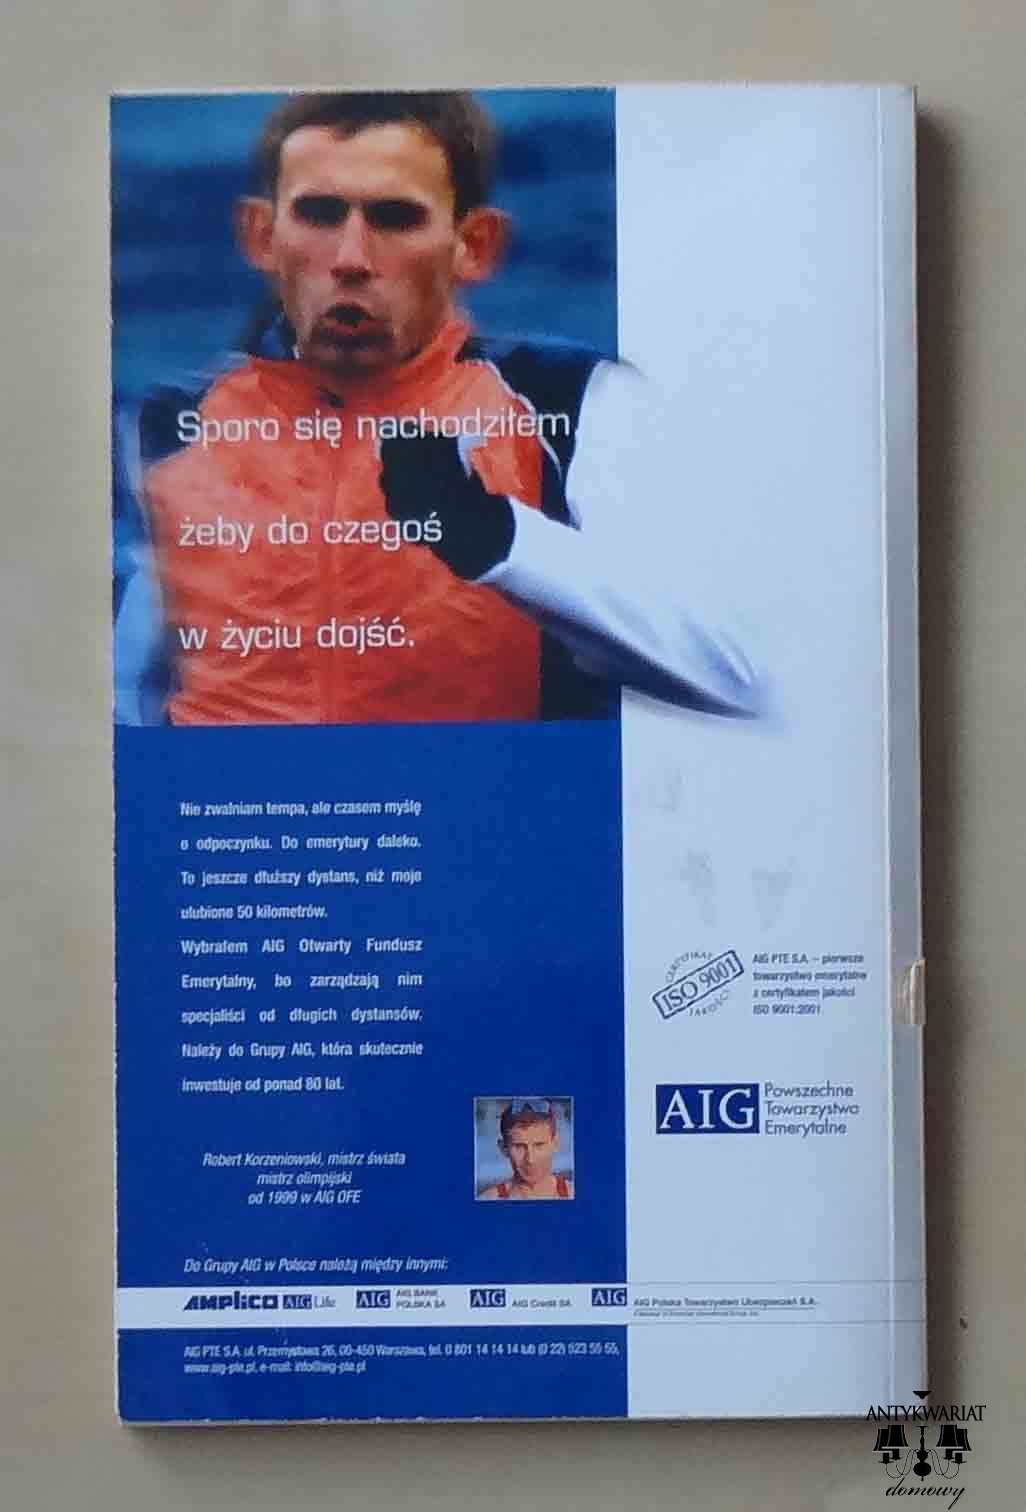 Sporo się nachodziłem,
żeby do czegoś
w życiu dojść.
Nie zwalniam tempa, ale czasem myślę
o odpoczynku. Do emerytury daleko.
To jeszcze dłuższy dystans, niż moje
ulubione 50 kilometrów.
Wybrałem AIG Otwarty Fundusz
Emerytalny, bo zarządzają nim
specjaliści od długich dystansów.
Należy do Grupy AIG, która skutecznie
inwestuje od ponad 80 lat.
Robert Korzeniowski, mistrz świata
mistrz olimpijski
od 1999 w AIG OFE
CERTYFIKAT
ISO 9001
JAKOŚCI
AIG PTE S.A. – pierwsze
towarzystwo emerytalne
z certyfikatem jakości
ISO 9001:2001.
AIG Powszechne
Towarzystwo
Emerytalne
Do Grupy AIG w Polsce należą między innymi:
AMPLICO AIG Life
AIG AIG BANK
POLSKA SA
AIG AIG Credit SA
AIG AIG Polska Towarzystwo Ubezpieczeń S.A.
AIG PTE S.A. ul. Przemysłowa 26, 00-450 Warszawa, tel. 0 801 14 14 14 lub (0 22) 523 55 55,
www.aig-pte.pl, e-mail: info@aig-pte.pl
ANTYKWARIAT
domowy